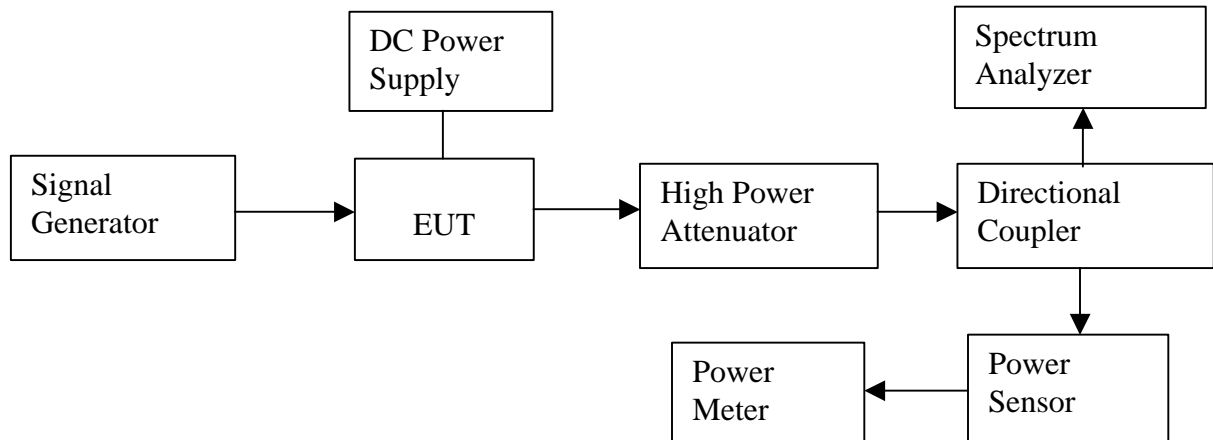 DC Power
Supply
Spectrum
Analyzer
Signal
Generator
EUT
High Power
Attenuator
Directional
Coupler
Power
Meter
Power
Sensor